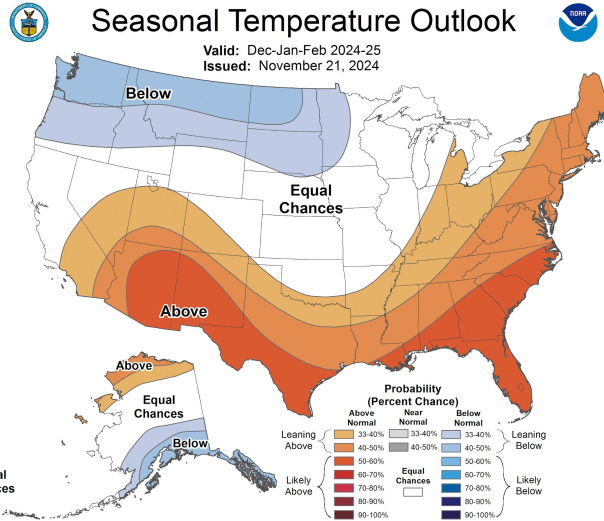 Seasonal Temperature Outlook
NOAA
Valid: Dec-Jan-Feb 2024-25
Issued: November 21, 2024
Below
Equal
Chances
Above
Above
Equal
Chances
Below
al
ces
Probability
(Percent Chance)
Above Normal
Near Normal
Below Normal
Leaning Above
33-40%
33-40%
33-40%
Leaning Below
40-50%
40-50%
40-50%
50-60%
50-60%
60-70%
Equal Chances
60-70%
Likely Above
70-80%
70-80%
Likely Below
80-90%
80-90%
90-100%
90-100%